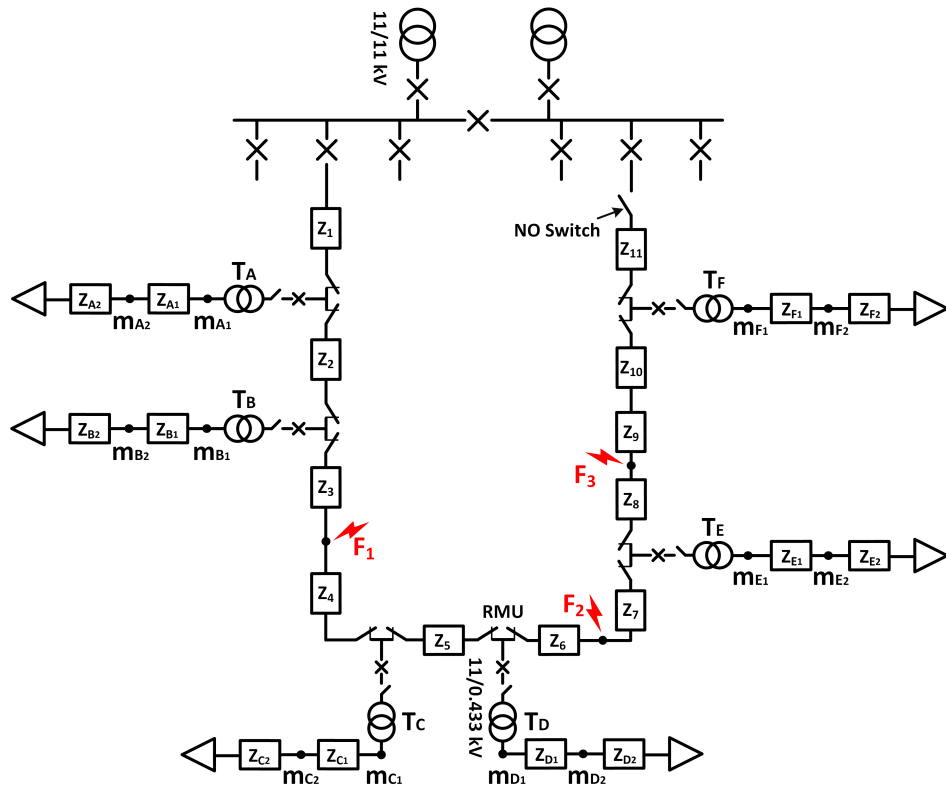 11/11 kV
NO Switch
Z1
Z11
TA
TF
ZA2
ZA1
mA2
mA1
mF1
ZF1
mF2
ZF2
Z2
Z10
TB
ZB2
ZB1
mB2
mB1
Z9
F3
Z3
Z8
F1
TE
mE1
ZE1
mE2
ZE2
Z4
F2
Z7
RMU
Z5
Z6
11/0.433 kV
TC
TD
ZC2
ZC1
mC2
mC1
mD1
ZD1
mD2
ZD2